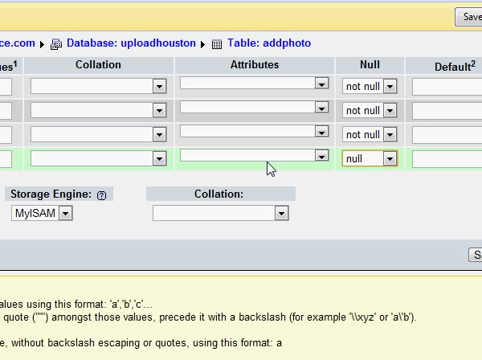 Save
ce.com ▸ Database: uploadhouston ▸ Table: addphoto
ues1 Collation Attributes Null Default2
not null
not null
not null
null
Storage Engine: Collation:
MyISAM
S
alues using this format: 'a','b','c'...
quote ("'") amongst those values, precede it with a backslash (for example '\\xyz' or 'a\'b').
e, without backslash escaping or quotes, using this format: a